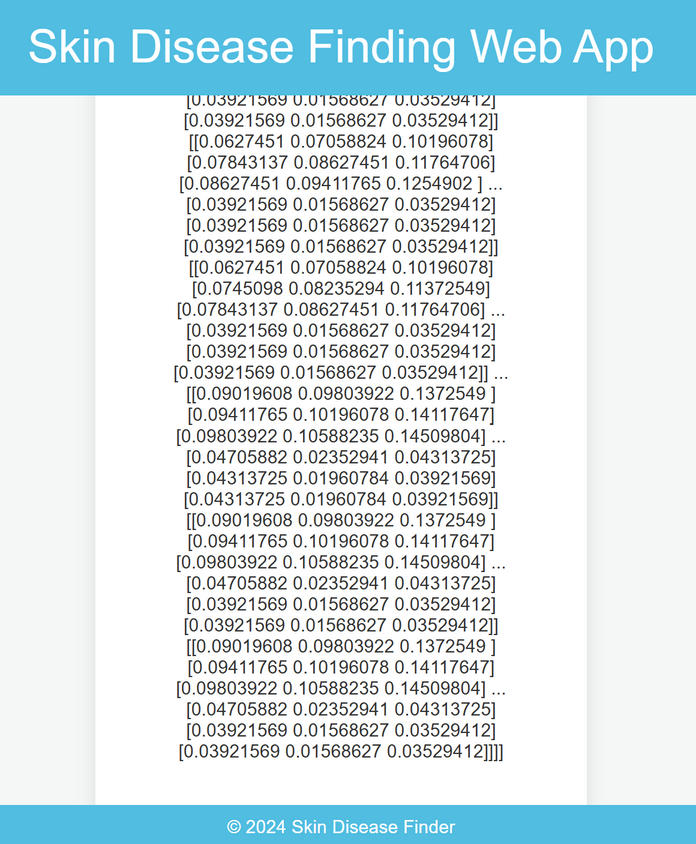 Skin Disease Finding Web App
[0.03921569 0.01568627 0.03529412]
[0.03921569 0.01568627 0.03529412]]
[[0.0627451 0.07058824 0.10196078]
[0.07843137 0.08627451 0.11764706]
[0.08627451 0.09411765 0.1254902 ] ...
[0.03921569 0.01568627 0.03529412]
[0.03921569 0.01568627 0.03529412]
[0.03921569 0.01568627 0.03529412]]
[[0.0627451 0.07058824 0.10196078]
[0.0745098 0.08235294 0.11372549]
[0.07843137 0.08627451 0.11764706] ...
[0.03921569 0.01568627 0.03529412]
[0.03921569 0.01568627 0.03529412]
[0.03921569 0.01568627 0.03529412]] ...
[[0.09019608 0.09803922 0.1372549 ]
[0.09411765 0.10196078 0.14117647]
[0.09803922 0.10588235 0.14509804] ...
[0.04705882 0.02352941 0.04313725]
[0.04313725 0.01960784 0.03921569]
[0.04313725 0.01960784 0.03921569]]
[[0.09019608 0.09803922 0.1372549 ]
[0.09411765 0.10196078 0.14117647]
[0.09803922 0.10588235 0.14509804] ...
[0.04705882 0.02352941 0.04313725]
[0.03921569 0.01568627 0.03529412]
[0.03921569 0.01568627 0.03529412]]
[[0.09019608 0.09803922 0.1372549 ]
[0.09411765 0.10196078 0.14117647]
[0.09803922 0.10588235 0.14509804] ...
[0.04705882 0.02352941 0.04313725]
[0.03921569 0.01568627 0.03529412]
[0.03921569 0.01568627 0.03529412]]]]
© 2024 Skin Disease Finder